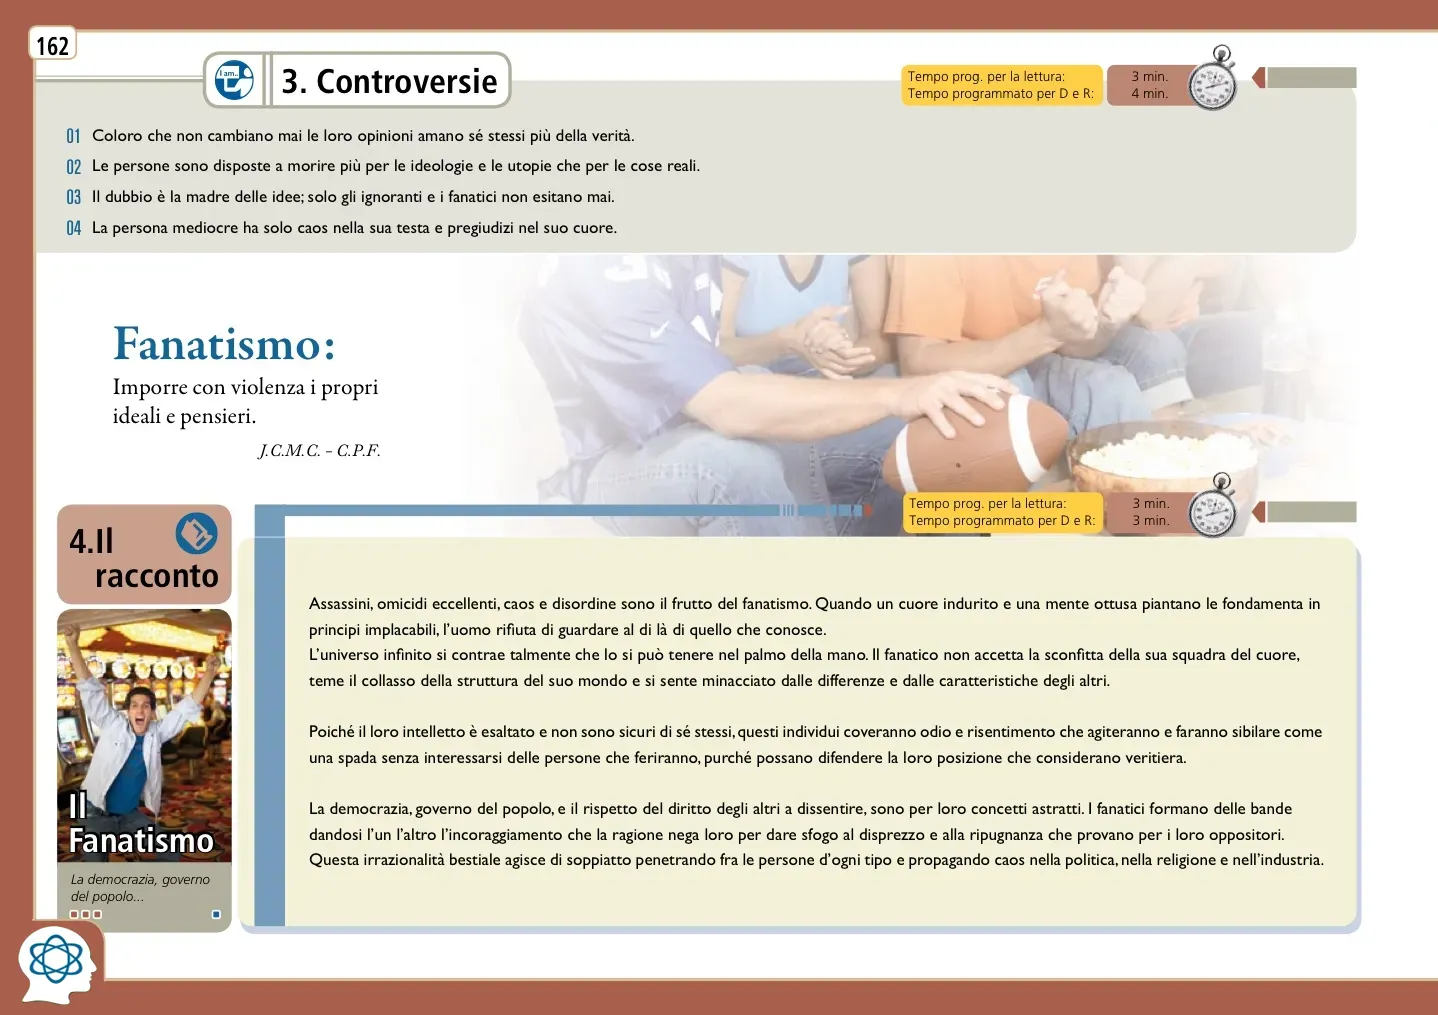 162
I am...
3. Controversie
Tempo prog. per la lettura: 3 min.
Tempo programmato per D e R: 4 min.
01 Coloro che non cambiano mai le loro opinioni amano sé stessi più della verità.
02 Le persone sono disposte a morire più per le ideologie e le utopie che per le cose reali.
03 Il dubbio è la madre delle idee; solo gli ignoranti e i fanatici non esitano mai.
04 La persona mediocre ha solo caos nella sua testa e pregiudizi nel suo cuore.
Fanatismo:
Imporre con violenza i propri
ideali e pensieri.
J.C.M.C. – C.P.F.
Tempo prog. per la lettura: 3 min.
Tempo programmato per D e R: 3 min.
4.Il
racconto
Il
Fanatismo
La democrazia, governo
del popolo...
Assassini, omicidi eccellenti, caos e disordine sono il frutto del fanatismo. Quando un cuore indurito e una mente ottusa piantano le fondamenta in
principi implacabili, l’uomo rifiuta di guardare al di là di quello che conosce.
L’universo infinito si contrae talmente che lo si può tenere nel palmo della mano. Il fanatico non accetta la sconfitta della sua squadra del cuore,
teme il collasso della struttura del suo mondo e si sente minacciato dalle differenze e dalle caratteristiche degli altri.
Poiché il loro intelletto è esaltato e non sono sicuri di sé stessi, questi individui coveranno odio e risentimento che agiteranno e faranno sibilare come
una spada senza interessarsi delle persone che feriranno, purché possano difendere la loro posizione che considerano veritiera.
La democrazia, governo del popolo, e il rispetto del diritto degli altri a dissentire, sono per loro concetti astratti. I fanatici formano delle bande
dandosi l’un l’altro l’incoraggiamento che la ragione nega loro per dare sfogo al disprezzo e alla ripugnanza che provano per i loro oppositori.
Questa irrazionalità bestiale agisce di soppiatto penetrando fra le persone d’ogni tipo e propagando caos nella politica, nella religione e nell’industria.